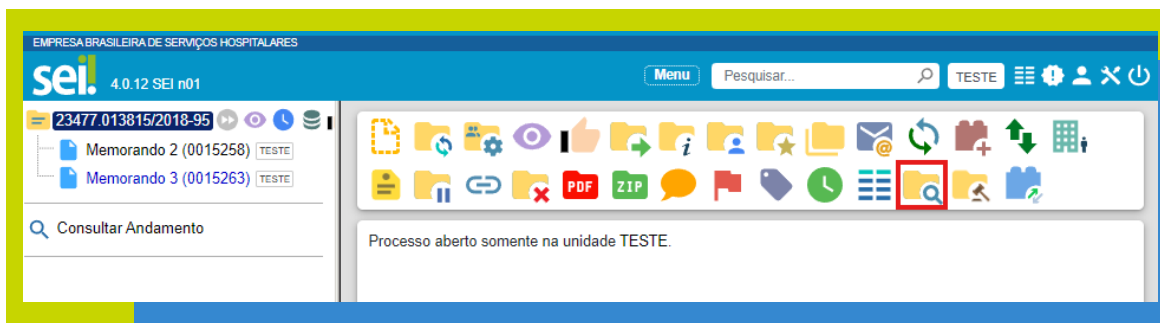 EMPRESA BRASILEIRA DE SERVIÇOS HOSPITALARES
sei! 4.0.12 SEI n01
Menu Pesquisar... TESTE
23477.013815/2018-95
Memorando 2 (0015258) TESTE
Memorando 3 (0015263) TESTE
Consultar Andamento
PDF ZIP
Processo aberto somente na unidade TESTE.